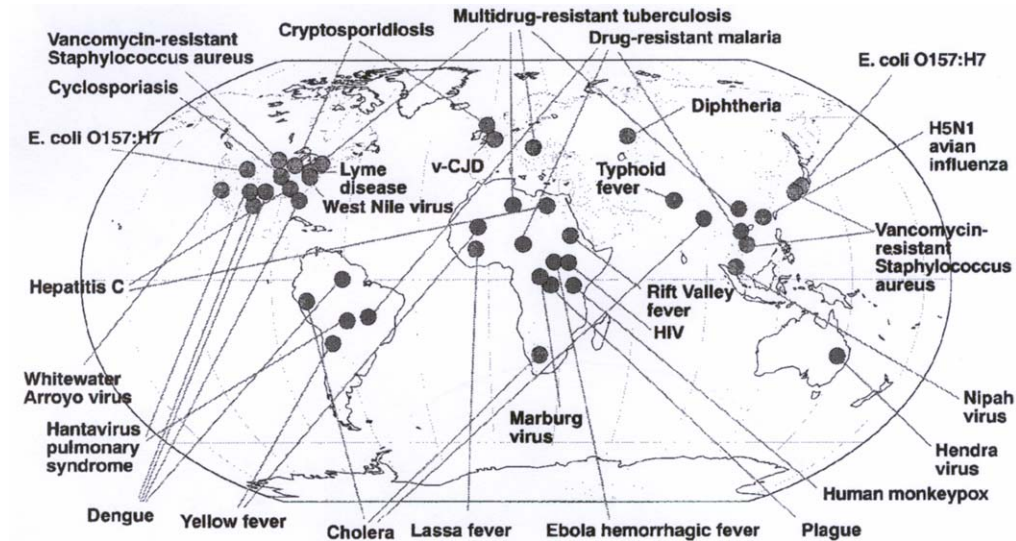 Multidrug-resistant tuberculosis
Cryptosporidiosis
Drug-resistant malaria
Vancomycin-resistant
Staphylococcus aureus
E. coli O157:H7
Cyclosporiasis
Diphtheria
E. coli O157:H7
H5N1
avian
influenza
v-CJD
Lyme
disease
West Nile virus
Typhoid
fever
Vancomycin-
resistant
Staphylococcus
aureus
Hepatitis C
Rift Valley
fever
HIV
Whitewater
Arroyo virus
Nipah
virus
Marburg
virus
Hantavirus
pulmonary
syndrome
Hendra
virus
Human monkeypox
Dengue
Yellow fever
Cholera
Lassa fever
Ebola hemorrhagic fever
Plague